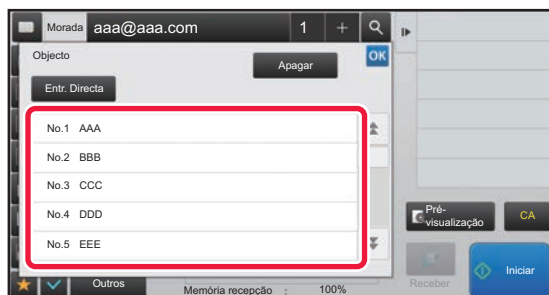 Morada aaa@aaa.com 1 +
Objecto
Apagar
OK
Entr. Directa
No.1 AAA
No.2 BBB
No.3 CCC
No.4 DDD
No.5 EEE
Pré-
visualização
CA
Outros
Memória recepção : 100%
Receber
Iniciar